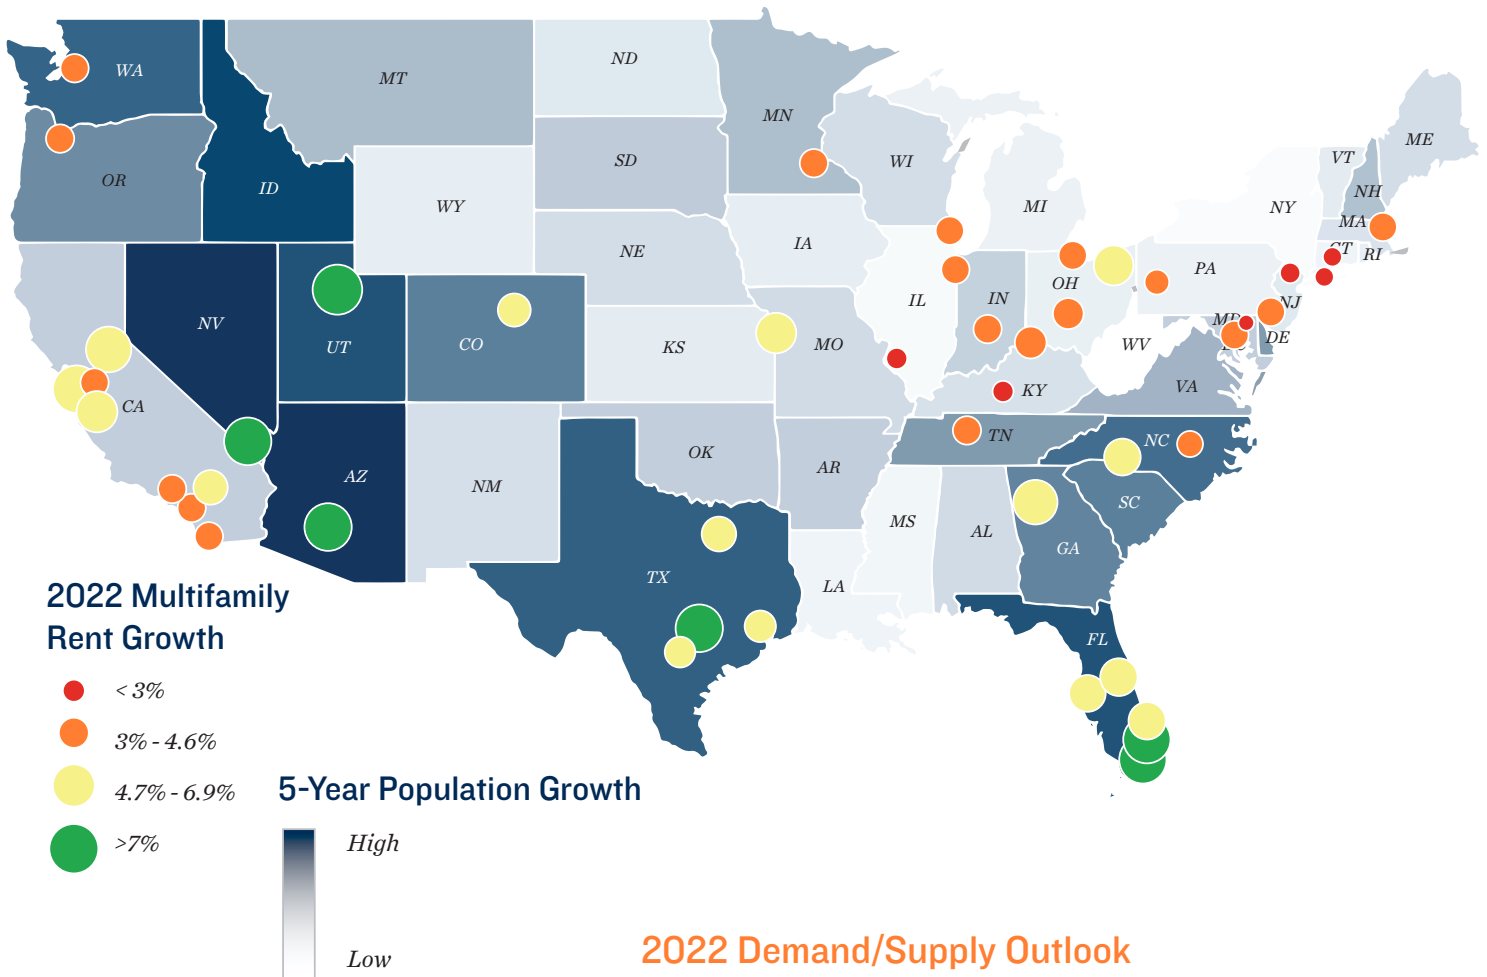 WA
MT
ND
MN
OR
ID
WY
SD
WI
MI
VT
ME
NH
NY
MA
CT
RI
NV
UT
CO
NE
IA
IL
IN
OH
PA
NJ
MD
DE
CA
KS
MO
WV
KY
VA
AZ
NM
OK
AR
TN
NC
SC
MS
AL
GA
TX
LA
FL
2022 Multifamily
Rent Growth
< 3%
3% - 4.6%
4.7% - 6.9%
>7%
5-Year Population Growth
High
Low
2022 Demand/Supply Outlook